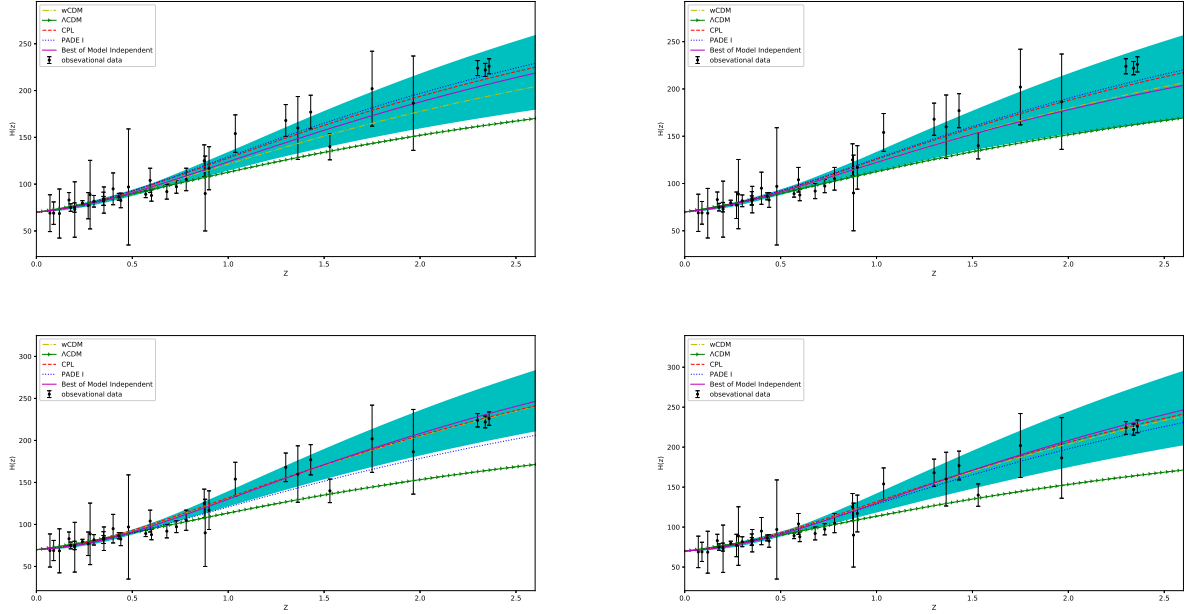 250
200
150
100
50
H(z)
0.0 0.5 1.0 1.5 2.0 2.5
Z
wCDM
ΛCDM
CPL
PADE I
Best of Model Independent
obsevational data
250
200
150
100
50
H(z)
0.0 0.5 1.0 1.5 2.0 2.5
Z
wCDM
ΛCDM
CPL
PADE I
Best of Model Independent
obsevational data
300
250
200
150
100
50
H(z)
0.0 0.5 1.0 1.5 2.0 2.5
Z
wCDM
ΛCDM
CPL
PADE I
Best of Model Independent
obsevational data
300
250
200
150
100
50
H(z)
0.0 0.5 1.0 1.5 2.0 2.5
Z
wCDM
ΛCDM
CPL
PADE I
Best of Model Independent
obsevational data